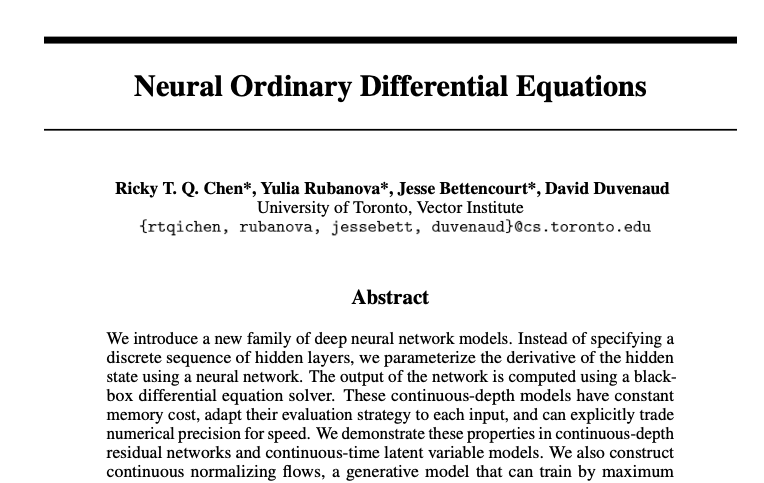 Neural Ordinary Differential Equations
Ricky T. Q. Chen*, Yulia Rubanova*, Jesse Bettencourt*, David Duvenaud
University of Toronto, Vector Institute
{rtqichen, rubanova, jessebett, duvenaud}@cs.toronto.edu
Abstract
We introduce a new family of deep neural network models. Instead of specifying a
discrete sequence of hidden layers, we parameterize the derivative of the hidden
state using a neural network. The output of the network is computed using a black-
box differential equation solver. These continuous-depth models have constant
memory cost, adapt their evaluation strategy to each input, and can explicitly trade
numerical precision for speed. We demonstrate these properties in continuous-depth
residual networks and continuous-time latent variable models. We also construct
continuous normalizing flows, a generative model that can train by maximum